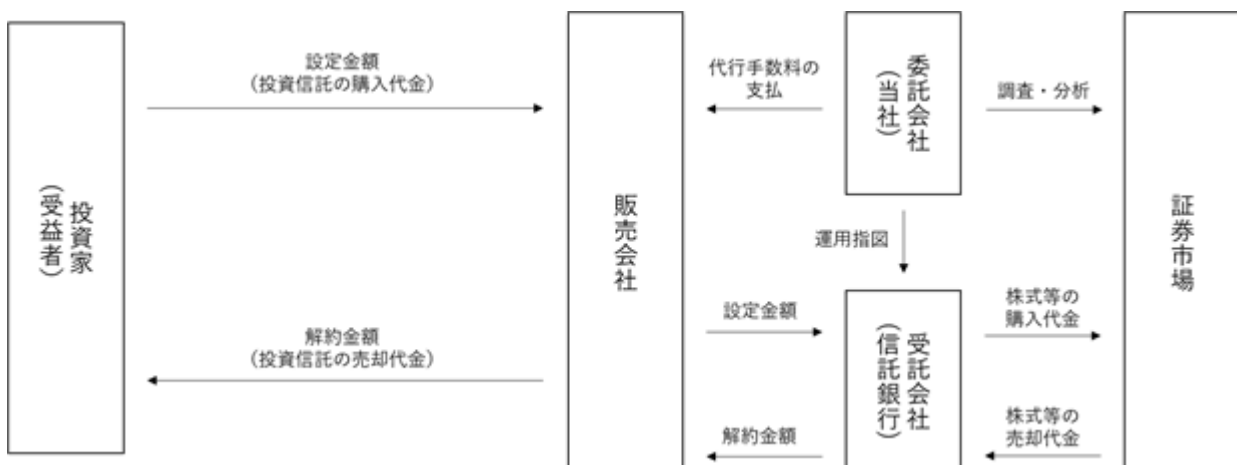 投資家
（受益者）
設定金額
（投資信託の購入代金）
解約金額
（投資信託の売却代金）
販売会社
代行手数料の
支払
委託会社
（当社）
調査・分析
運用指図
設定金額
解約金額
受託会社
（信託銀行）
株式等の
購入代金
株式等の
売却代金
証券市場